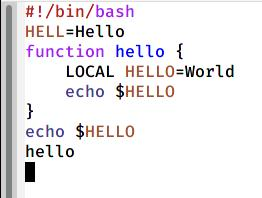 #!/bin/bash
HELL=Hello
function hello {
    LOCAL HELLO=World
    echo $HELLO
}
echo $HELLO
hello